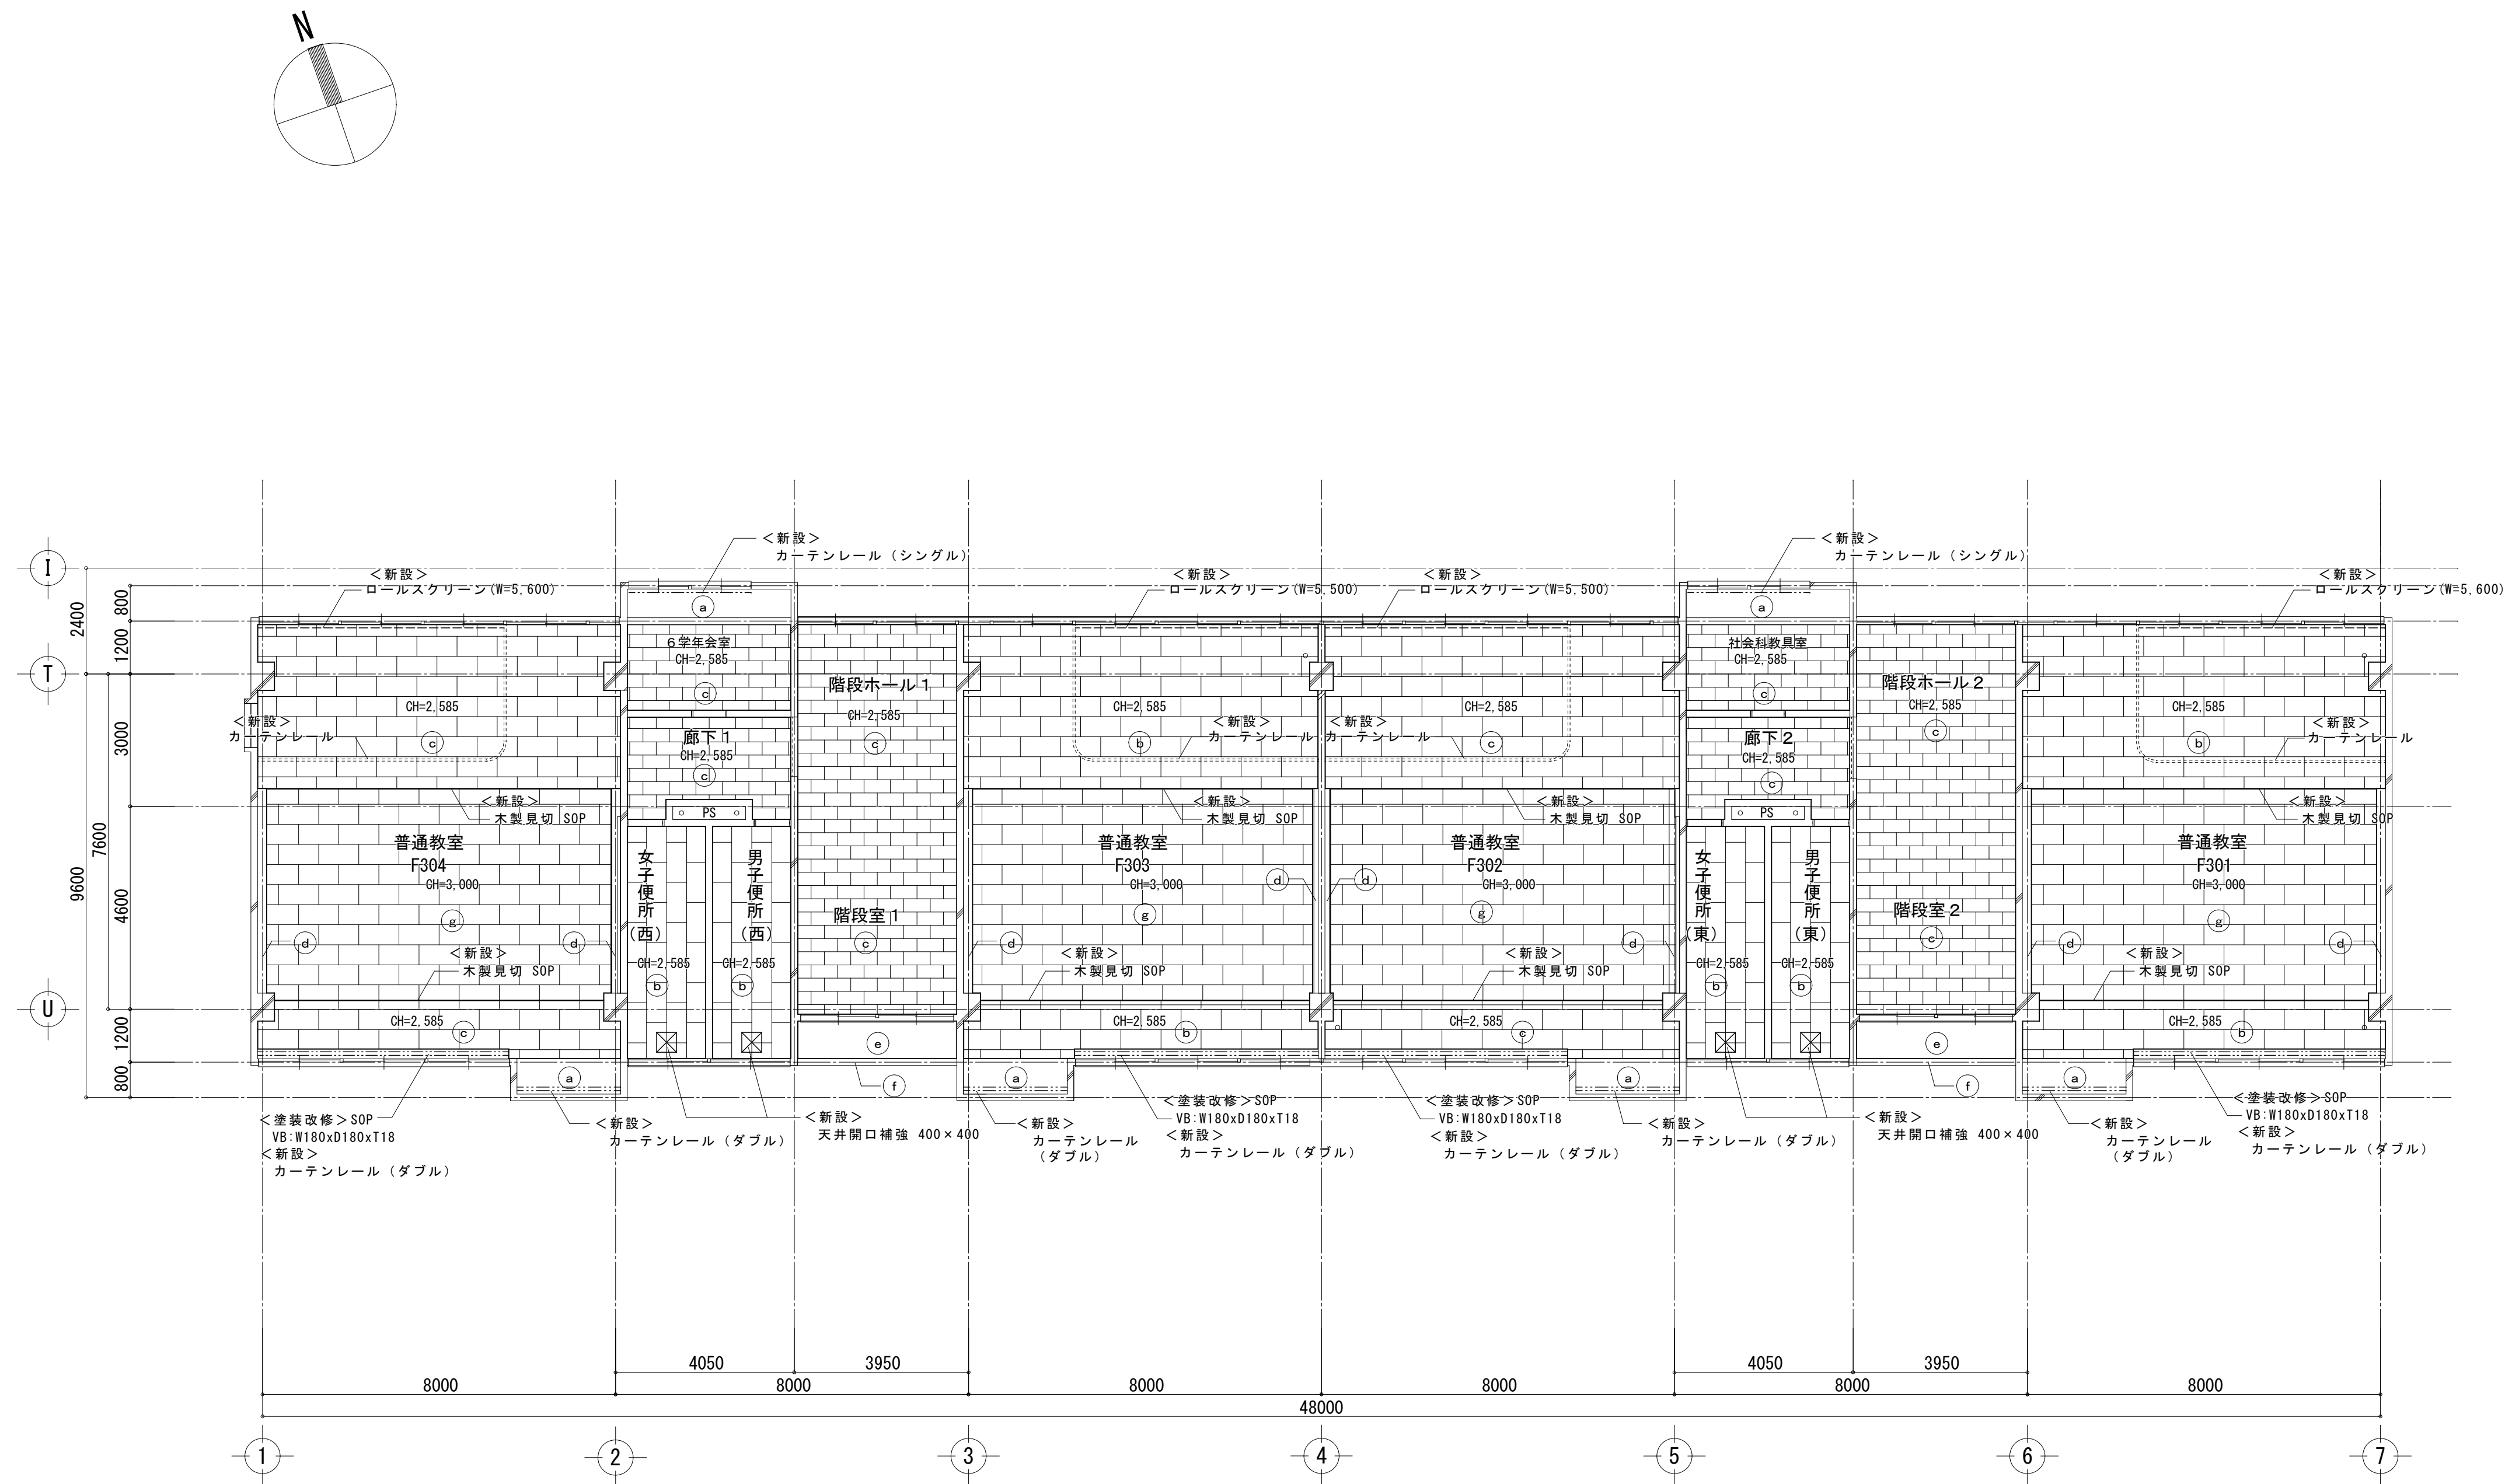 N
<新設>
カーテンレール（シングル）
<新設>
カーテンレール（シングル）
I
<新設>
ロールスクリーン(W=5,600)
<新設>
ロールスクリーン(W=5,500)
<新設>
ロールスクリーン(W=5,500)
<新設>
ロールスクリーン(W=5,600)
2400
800
1200
a
a
6学年会室
CH=2,585
c
社会科教具室
CH=2,585
c
T
階段ホール1
CH=2,585
c
階段ホール2
CH=2,585
c
CH=2,585
c
CH=2,585
b
CH=2,585
c
CH=2,585
b
<新設>
カーテンレール
<新設>
カーテンレール
<新設>
カーテンレール
<新設>
カーテンレール
廊下1
CH=2,585
c
廊下2
CH=2,585
c
3000
7600
9600
4600
<新設>
木製見切 SOP
<新設>
木製見切 SOP
<新設>
木製見切 SOP
<新設>
木製見切 SOP
PS
PS
普通教室
F304
CH=3,000
g
普通教室
F303
CH=3,000
g
普通教室
F302
CH=3,000
g
普通教室
F301
CH=3,000
g
d
d
d
d
d
d
d
d
女子便所
(西)
CH=2,585
b
男子便所
(西)
CH=2,585
b
階段室1
c
女子便所
(東)
CH=2,585
b
男子便所
(東)
CH=2,585
b
階段室2
c
<新設>
木製見切 SOP
<新設>
木製見切 SOP
<新設>
木製見切 SOP
<新設>
木製見切 SOP
U
1200
800
CH=2,585
c
CH=2,585
b
CH=2,585
c
CH=2,585
b
e
e
a
a
a
a
f
f
<塗装改修>SOP
VB:W180xD180xT18
<新設>
カーテンレール（ダブル）
<新設>
カーテンレール（ダブル）
<新設>
天井開口補強 400×400
<新設>
カーテンレール
（ダブル）
<塗装改修>SOP
VB:W180xD180xT18
<新設>
カーテンレール（ダブル）
<塗装改修>SOP
VB:W180xD180xT18
<新設>
カーテンレール（ダブル）
<新設>
カーテンレール（ダブル）
<新設>
天井開口補強 400×400
<新設>
カーテンレール
（ダブル）
<塗装改修>SOP
VB:W180xD180xT18
<新設>
カーテンレール（ダブル）
4050
3950
4050
3950
8000
8000
8000
8000
8000
8000
48000
1
2
3
4
5
6
7